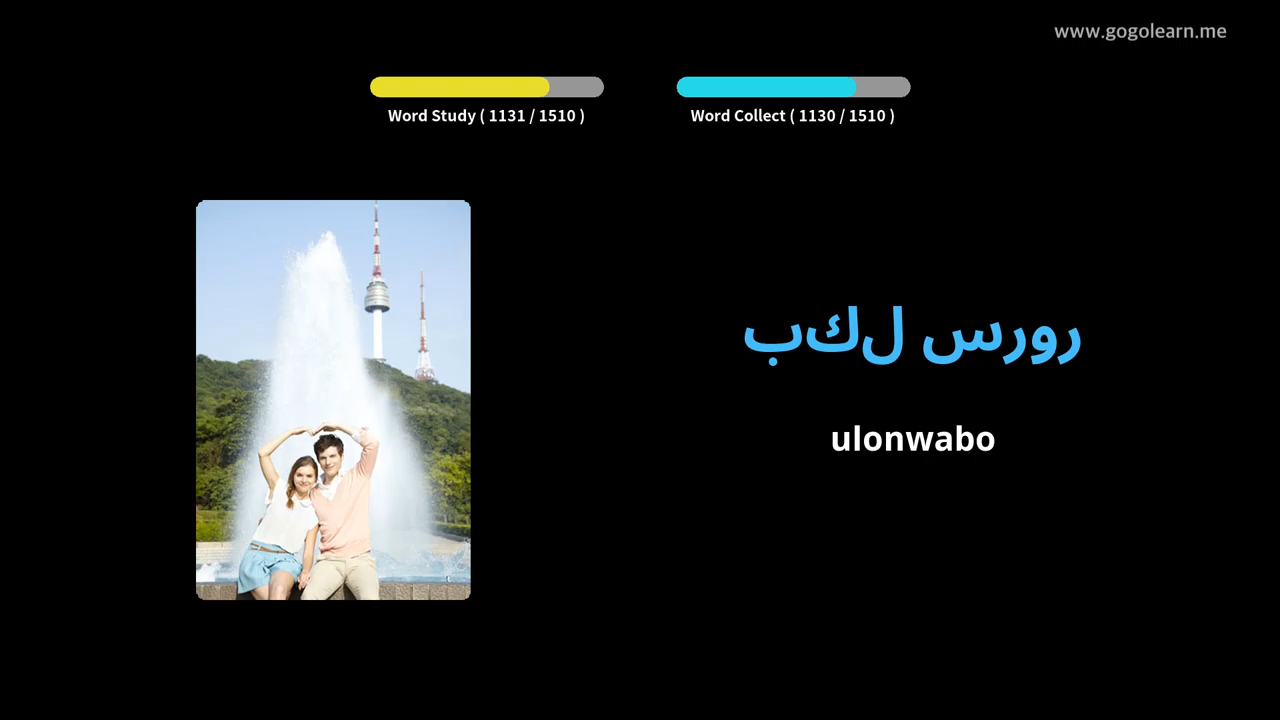 www.gogolearn.me
Word Study ( 1131 / 1510 )
Word Collect ( 1130 / 1510 )
رورس لكب
ulonwabo